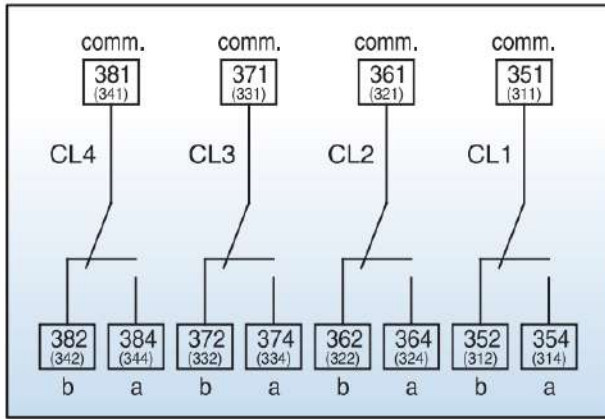 comm. comm. comm. comm.
381 371 361 351
(341) (331) (321) (311)
CL4 CL3 CL2 CL1
382 384 372 374 362 364 352 354
(342) (344) (332) (334) (322) (324) (312) (314)
b a b a b a b a